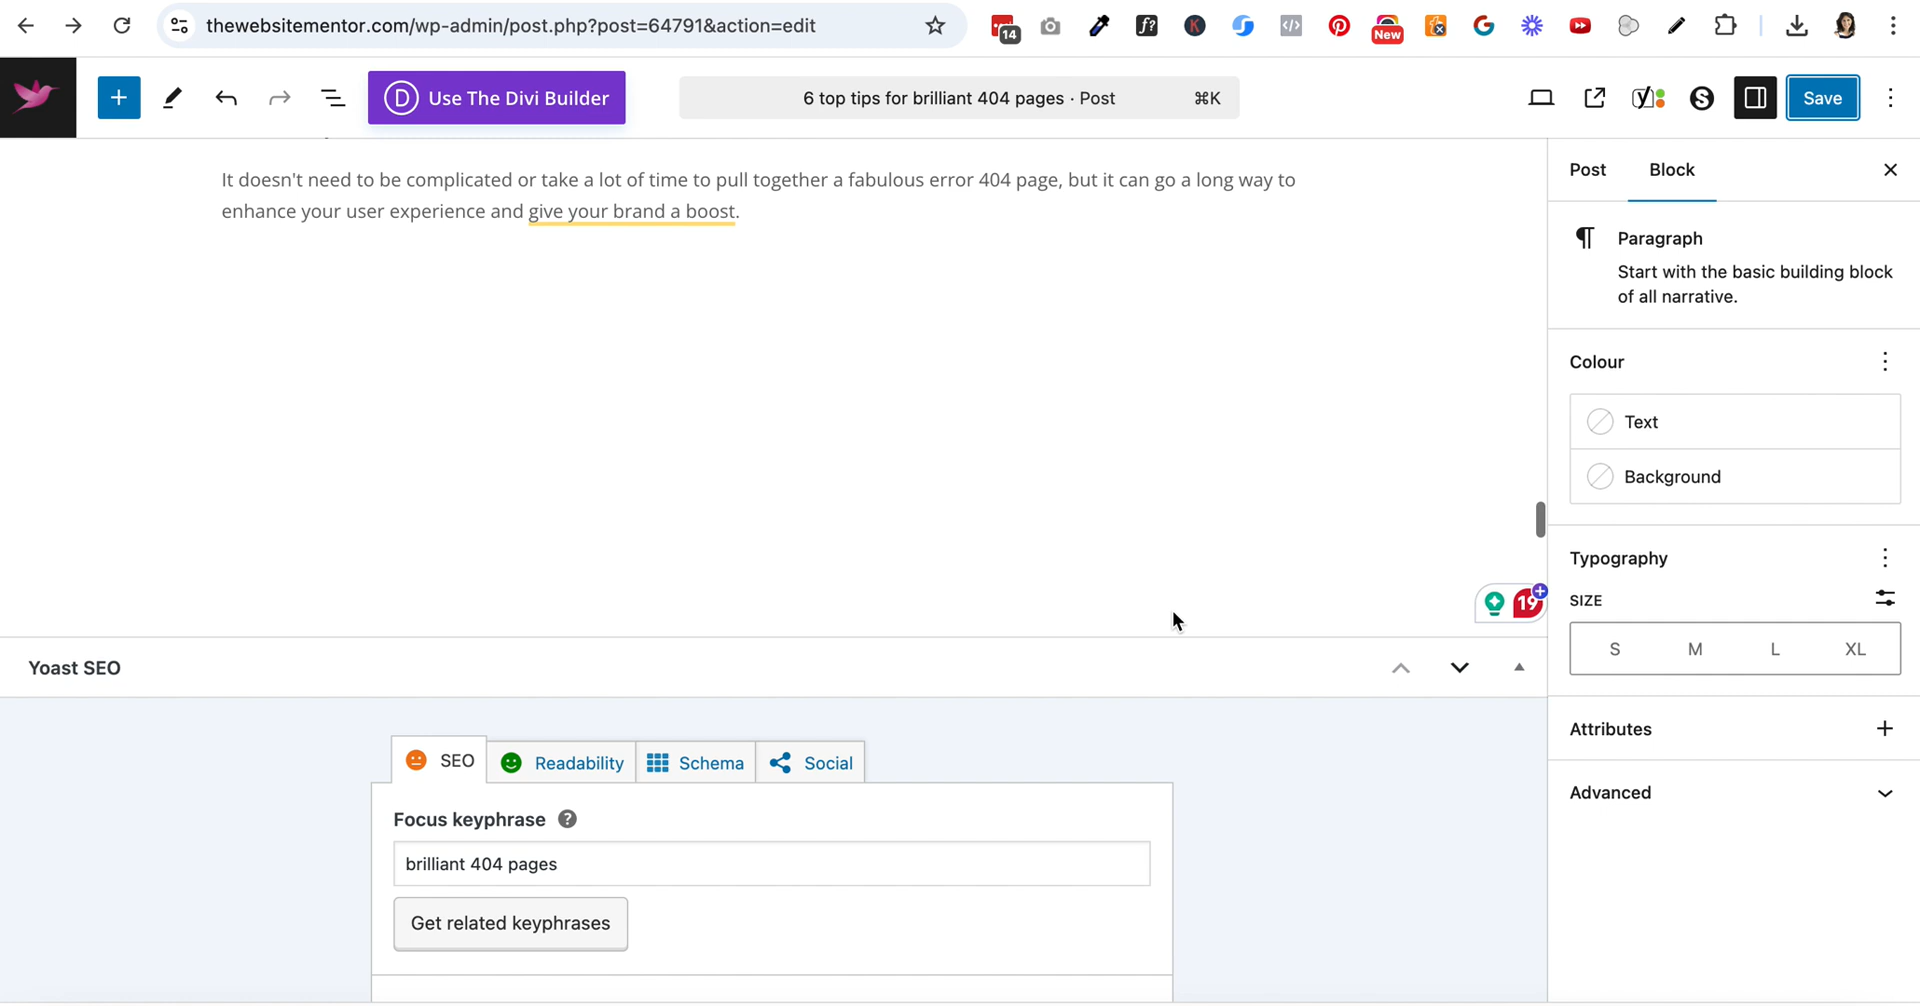 thewebsitementor.com/wp-admin/post.php?post=64791&action=edit
14
f?
K
New
G
+
D Use The Divi Builder
6 top tips for brilliant 404 pages · Post ⌘K
S
Save
It doesn't need to be complicated or take a lot of time to pull together a fabulous error 404 page, but it can go a long way to
enhance your user experience and give your brand a boost.
19
Post
Block
Paragraph
Start with the basic building block
of all narrative.
Colour
Text
Background
Typography
SIZE
S M L XL
Attributes
Advanced
Yoast SEO
SEO
Readability
Schema
Social
Focus keyphrase ?
brilliant 404 pages
Get related keyphrases